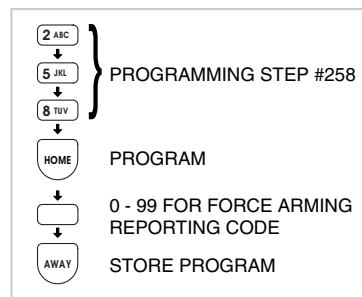 2 ABC
5 JKL
PROGRAMMING STEP #258
8 TUV
HOME
PROGRAM
0 - 99 FOR FORCE ARMING
REPORTING CODE
AWAY
STORE PROGRAM